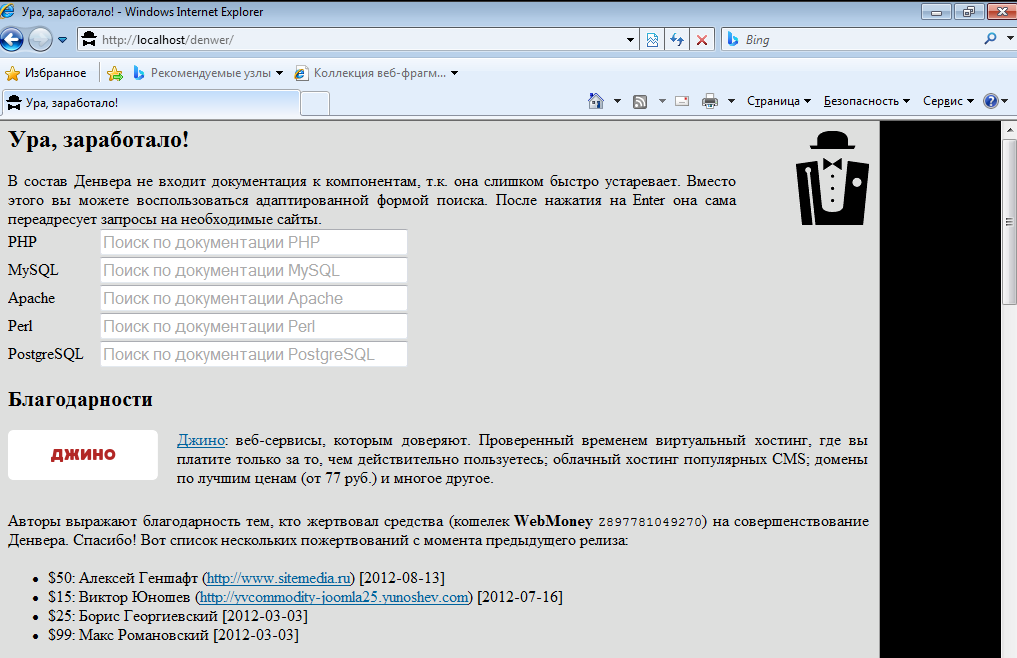 Ура, заработало! - Windows Internet Explorer
http://localhost/denwer/
Bing
Избранное
Рекомендуемые узлы
Коллекция веб-фрагм...
Ура, заработало!
Страница
Безопасность
Сервис
Ура, заработало!
В состав Денвера не входит документация к компонентам, т.к. она слишком быстро устаревает. Вместо
этого вы можете воспользоваться адаптированной формой поиска. После нажатия на Enter она сама
переадресует запросы на необходимые сайты.
PHP Поиск по документации PHP
MySQL Поиск по документации MySQL
Apache Поиск по документации Apache
Perl Поиск по документации Perl
PostgreSQL Поиск по документации PostgreSQL
Благодарности
джино
Джино: веб-сервисы, которым доверяют. Проверенный временем виртуальный хостинг, где вы
платите только за то, чем действительно пользуетесь; облачный хостинг популярных CMS; домены
по лучшим ценам (от 77 руб.) и многое другое.
Авторы выражают благодарность тем, кто жертвовал средства (кошелек WebMoney Z897781049270) на совершенствование
Денвера. Спасибо! Вот список нескольких пожертвований с момента предыдущего релиза:
• $50: Алексей Геншафт (http://www.sitemedia.ru) [2012-08-13]
• $15: Виктор Юношев (http://yvcommodity-joomla25.yunoshev.com) [2012-07-16]
• $25: Борис Георгиевский [2012-03-03]
• $99: Макс Романовский [2012-03-03]